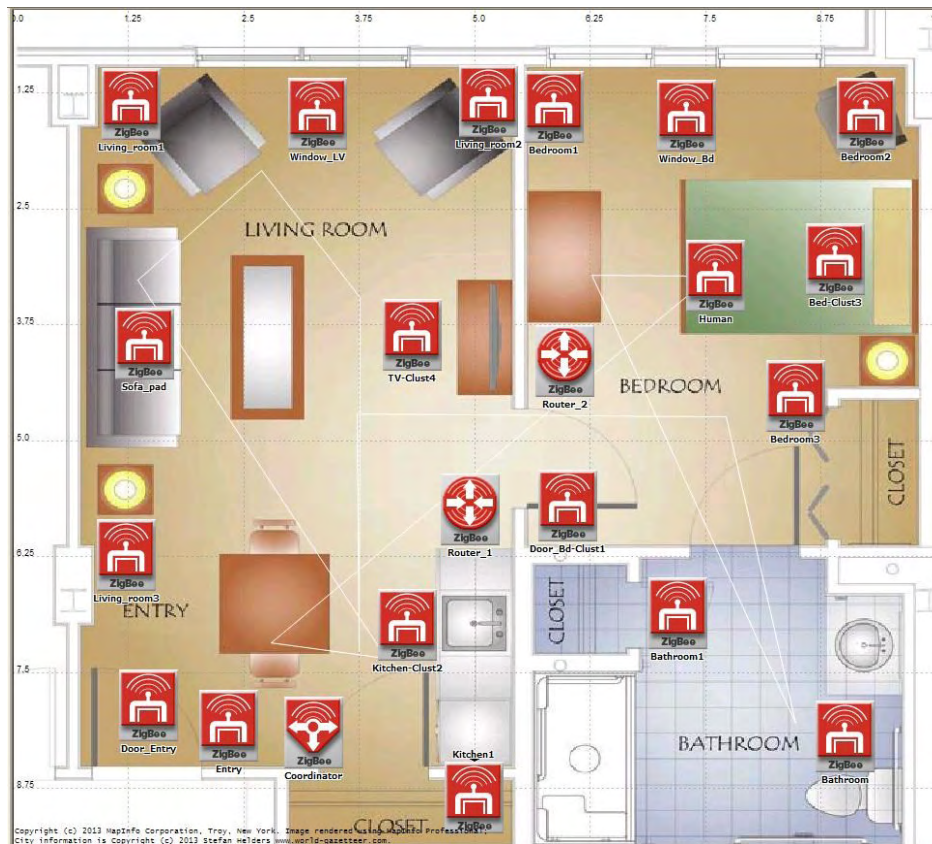 0.0 1.25 2.5 3.75 5.0 6.25 7.5 8.75
1.25
ZigBee
Living_room1
ZigBee
Window_LV
ZigBee
Living_room2
ZigBee
Bedroom1
ZigBee
Window_Bd
ZigBee
Bedroom2
2.5
LIVING ROOM
ZigBee
Human
ZigBee
Bed-Clust3
3.75
ZigBee
Sofa_pad
ZigBee
TV-Clust4
ZigBee
Router_2
BEDROOM
ZigBee
Bedroom3
5.0
CLOSET
ZigBee
Router_1
ZigBee
Door_Bd-Clust1
6.25
ZigBee
Living_room3
ENTRY
ZigBee
Kitchen-Clust2
CLOSET
ZigBee
Bathroom1
7.5
ZigBee
Door_Entry
ZigBee
Entry
ZigBee
Coordinator
Kitchen1
ZigBee
BATHROOM
ZigBee
Bathroom
8.75
CLOSET
Copyright (c) 2013 MapInfo Corporation, Troy, New York. Image rendered using MapInfo Professional.
City information is Copyright (c) 2013 Stefan Helders www.world-gazetteer.com.